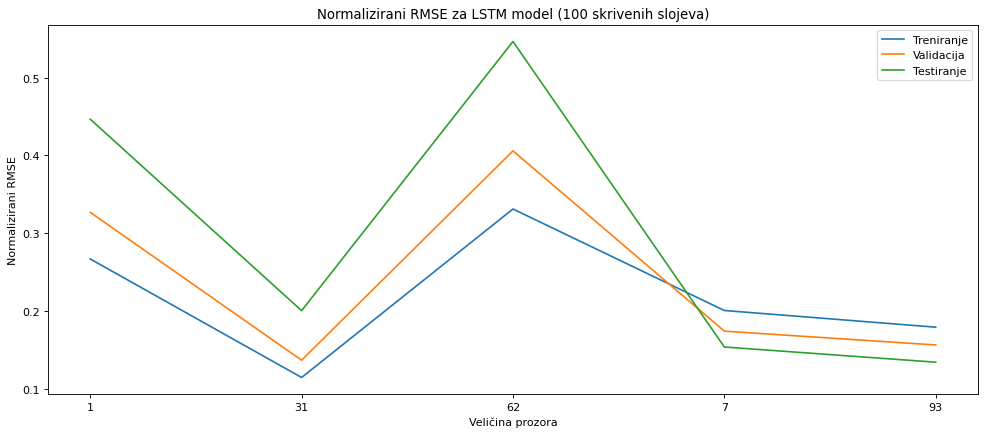 Normalizirani RMSE za LSTM model (100 skrivenih slojeva)
Treniranje
Validacija
Testiranje
Normalizirani RMSE
0.5
0.4
0.3
0.2
0.1
1 31 62 7 93
Veličina prozora